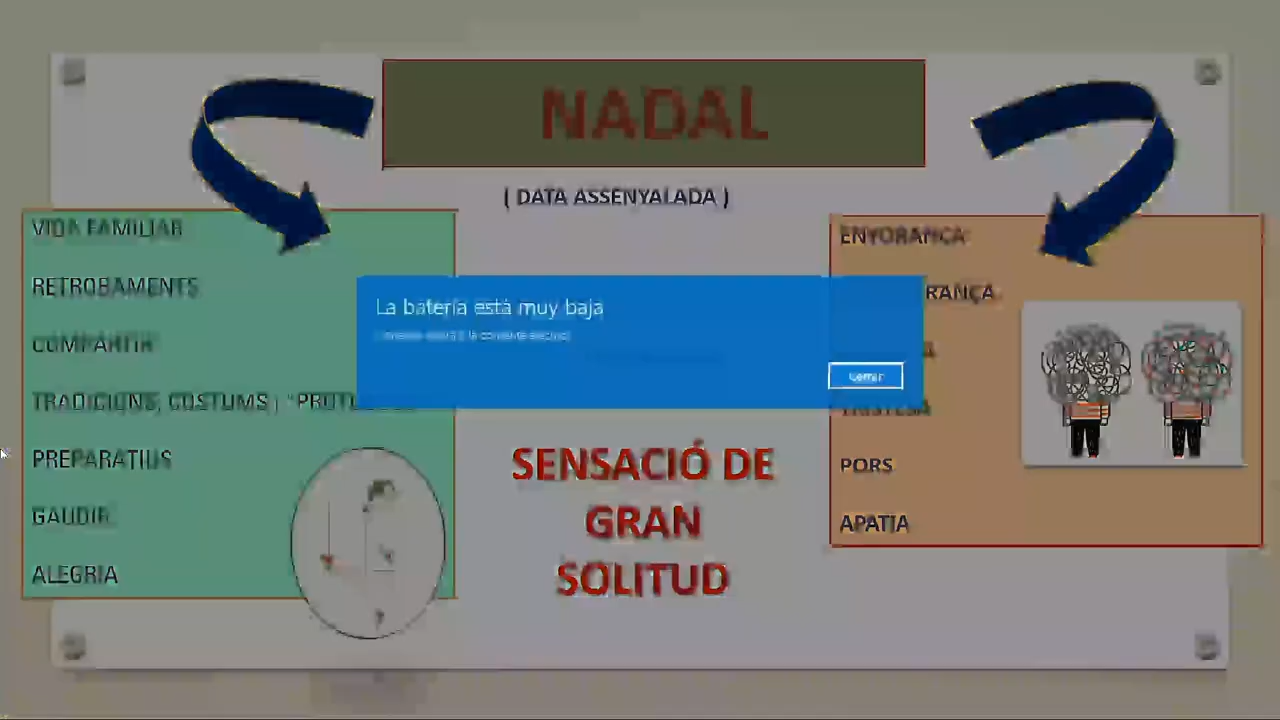 NADAL
( DATA ASSENYALADA )
VIDA FAMILIAR
RETROBAMENTS
COMPARTIR
TRADICIONS, COSTUMS I
PREPARATIUS
GAUDIR
ALEGRIA
La batería está muy baja
Cerrar
SENSACIÓ DE
GRAN
SOLITUD
ENYORANÇA
TRISTESA
PORS
APATIA